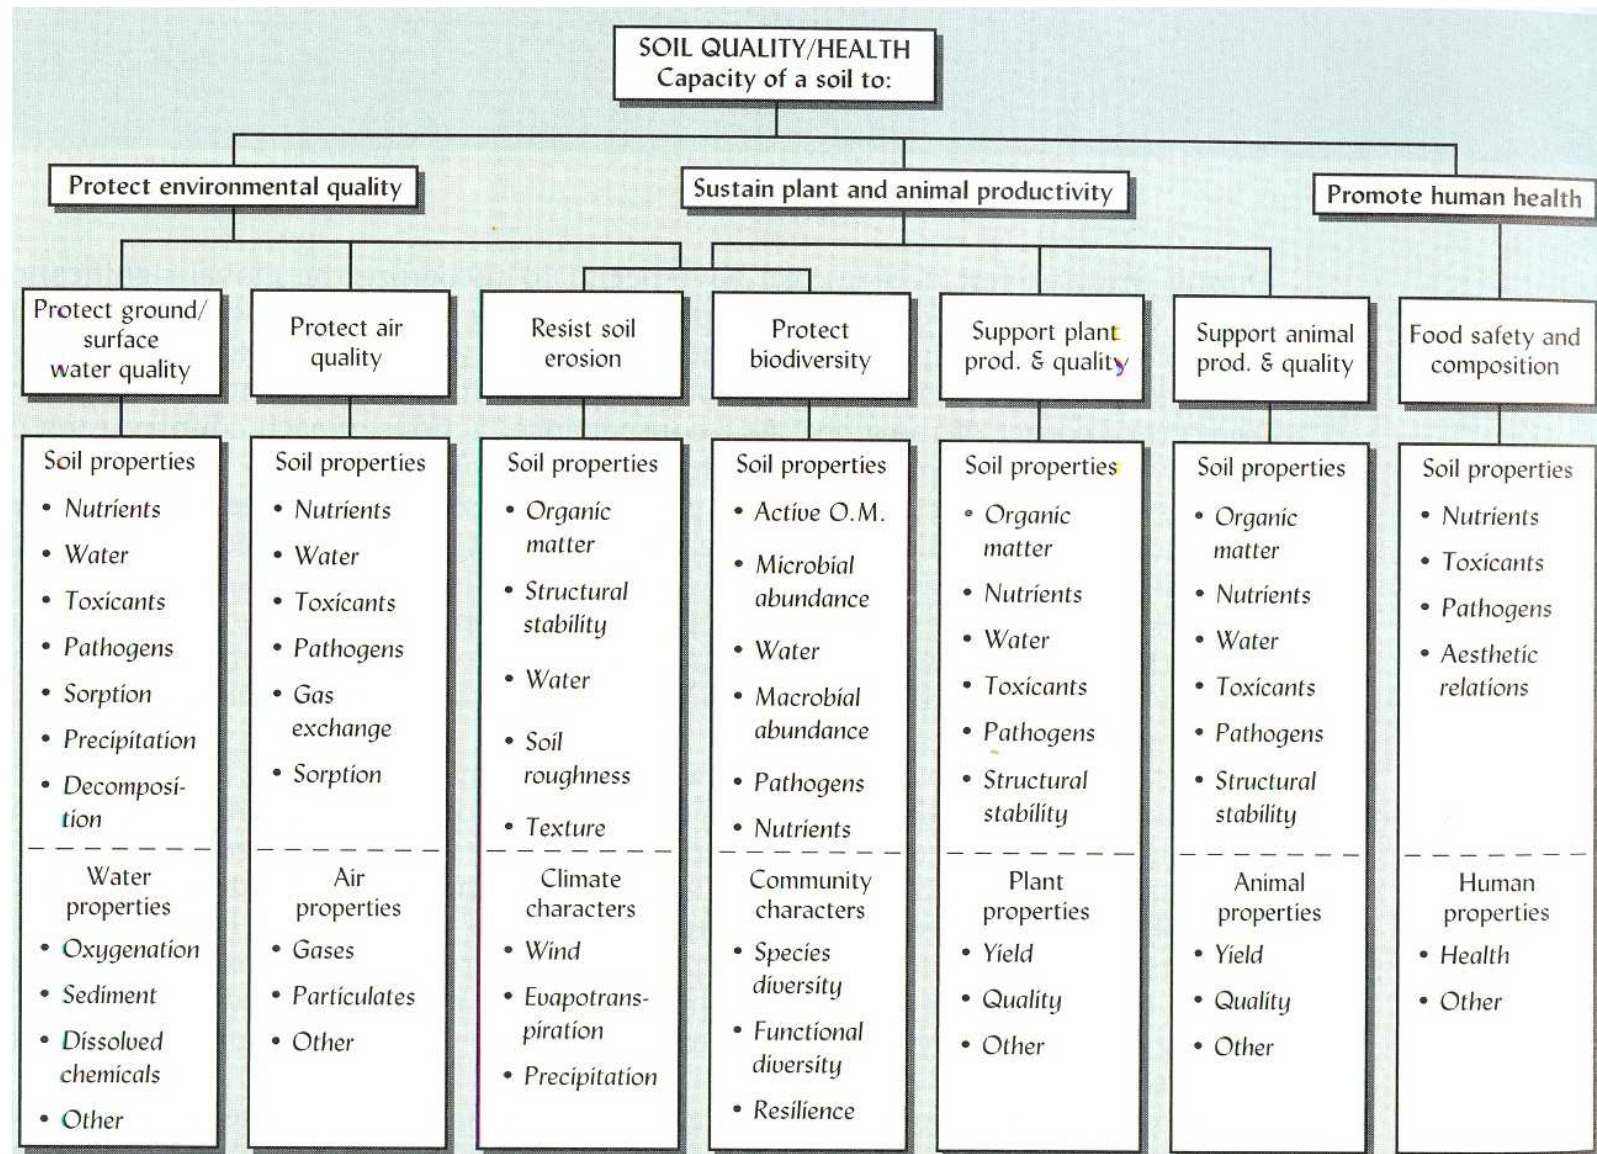 SOIL QUALITY/HEALTH
Capacity of a soil to:
Protect environmental quality
Sustain plant and animal productivity
Promote human health
Protect ground/
surface
water quality
Protect air
quality
Resist soil
erosion
Protect
biodiversity
Support plant
prod. & quality
Support animal
prod. & quality
Food safety and
composition
Soil properties
• Nutrients
• Water
• Toxicants
• Pathogens
• Sorption
• Precipitation
• Decomposi-
tion
Water
properties
• Oxygenation
• Sediment
• Dissolved
chemicals
• Other
Soil properties
• Nutrients
• Water
• Toxicants
• Pathogens
• Gas
exchange
• Sorption
Air
properties
• Gases
• Particulates
• Other
Soil properties
• Organic
matter
• Structural
stability
• Water
• Soil
roughness
• Texture
Climate
characters
• Wind
• Evapotrans-
piration
• Precipitation
Soil properties
• Active O.M.
• Microbial
abundance
• Water
• Macrobial
abundance
• Pathogens
• Nutrients
Community
characters
• Species
diversity
• Functional
diversity
• Resilience
Soil properties
• Organic
matter
• Nutrients
• Water
• Toxicants
• Pathogens
• Structural
stability
Plant
properties
• Yield
• Quality
• Other
Soil properties
• Organic
matter
• Nutrients
• Water
• Toxicants
• Pathogens
• Structural
stability
Animal
properties
• Yield
• Quality
• Other
Soil properties
• Nutrients
• Toxicants
• Pathogens
• Aesthetic
relations
Human
properties
• Health
• Other